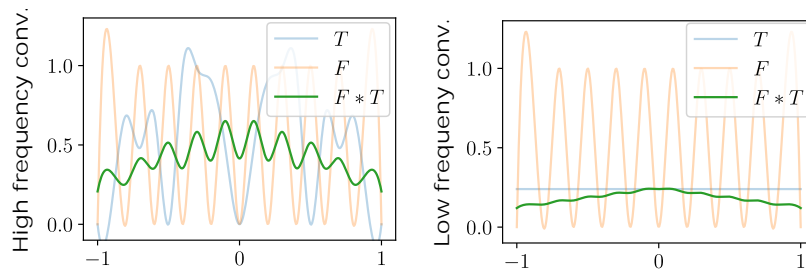 High frequency conv.
1.0
0.5
0.0
−1
0
1
T
F
F ∗ T
Low frequeny conv.
1.0
0.5
0.0
−1
0
1
T
F
F ∗ T